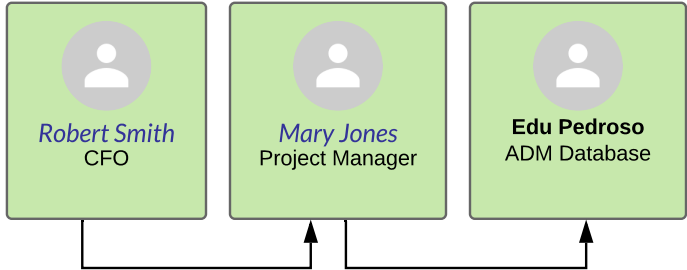 Robert Smith
CFO
Mary Jones
Project Manager
Edu Pedroso
ADM Database